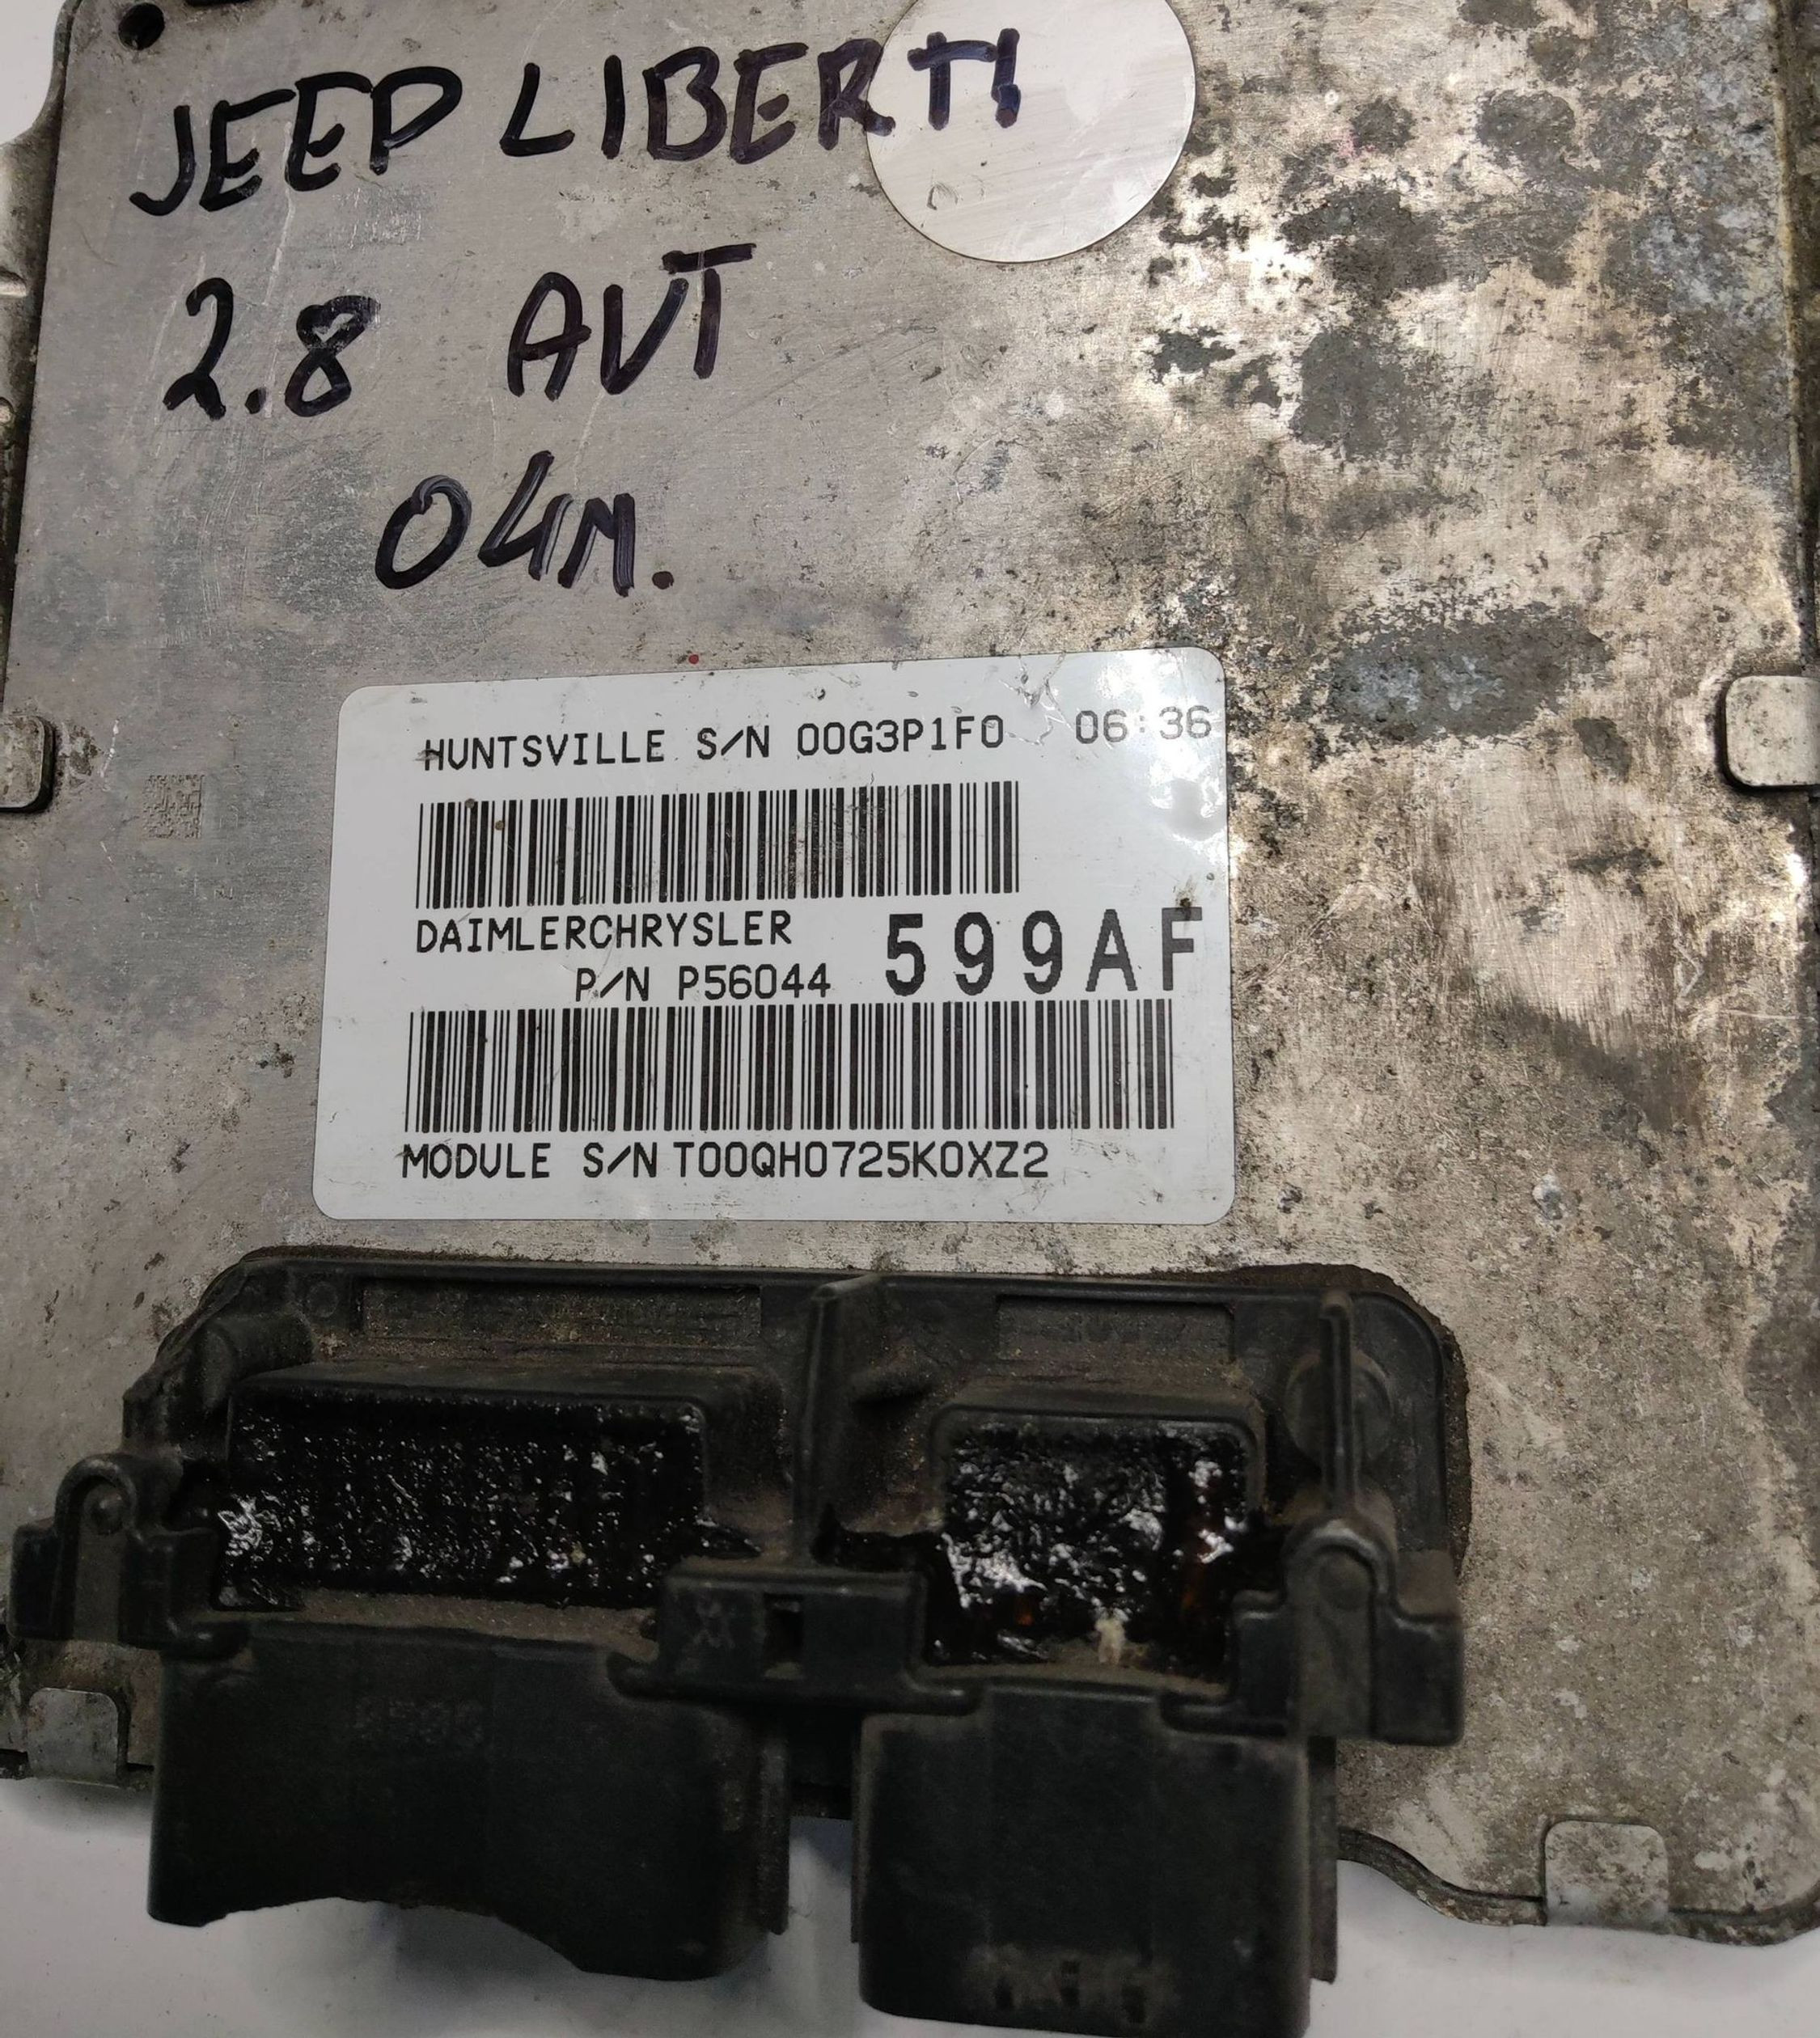 JEEP LIBERTI
2.8 AVT
04M.
HUNTSVILLE S/N 00G3P1F0 06:36
DAIMLERCHRYSLER 599AF
P/N P56044
MODULE S/N T00QH0725K0XZ2